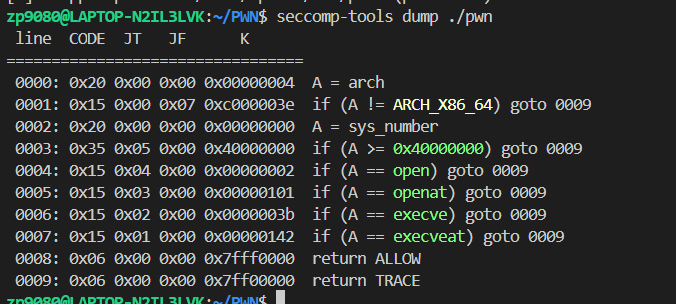 zp9080@LAPTOP-N2IL3LVK:~/PWN$ seccomp-tools dump ./pwn
 line  CODE  JT   JF      K
=================================
 0000: 0x20 0x00 0x00 0x00000004  A = arch
 0001: 0x15 0x00 0x07 0xc000003e  if (A != ARCH_X86_64) goto 0009
 0002: 0x20 0x00 0x00 0x00000000  A = sys_number
 0003: 0x35 0x05 0x00 0x40000000  if (A >= 0x40000000) goto 0009
 0004: 0x15 0x04 0x00 0x00000002  if (A == open) goto 0009
 0005: 0x15 0x03 0x00 0x00000101  if (A == openat) goto 0009
 0006: 0x15 0x02 0x00 0x0000003b  if (A == execve) goto 0009
 0007: 0x15 0x01 0x00 0x00000142  if (A == execveat) goto 0009
 0008: 0x06 0x00 0x00 0x7fff0000  return ALLOW
 0009: 0x06 0x00 0x00 0x7ff00000  return TRACE
zp9080@LAPTOP-N2IL3LVK:~/PWN$